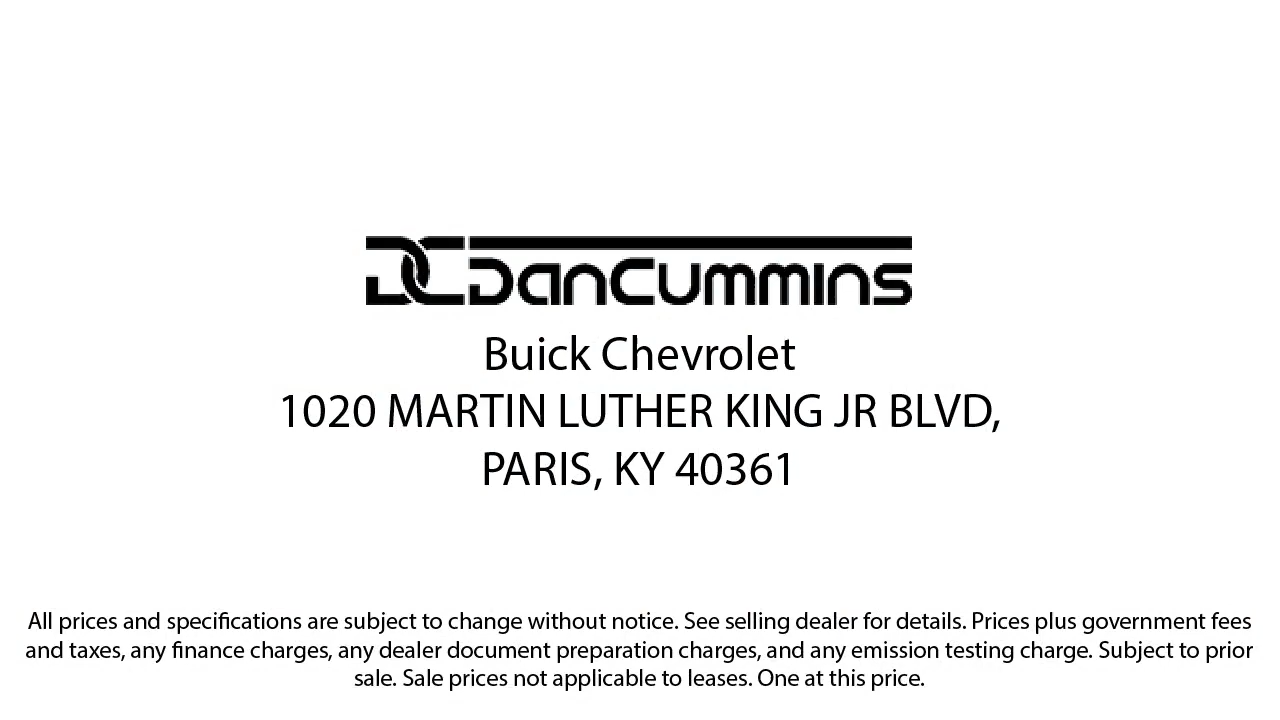 DC DanCummins
Buick Chevrolet
1020 MARTIN LUTHER KING JR BLVD,
PARIS, KY 40361
All prices and specifications are subject to change without notice. See selling dealer for details. Prices plus government fees
and taxes, any finance charges, any dealer document preparation charges, and any emission testing charge. Subject to prior
sale. Sale prices not applicable to leases. One at this price.